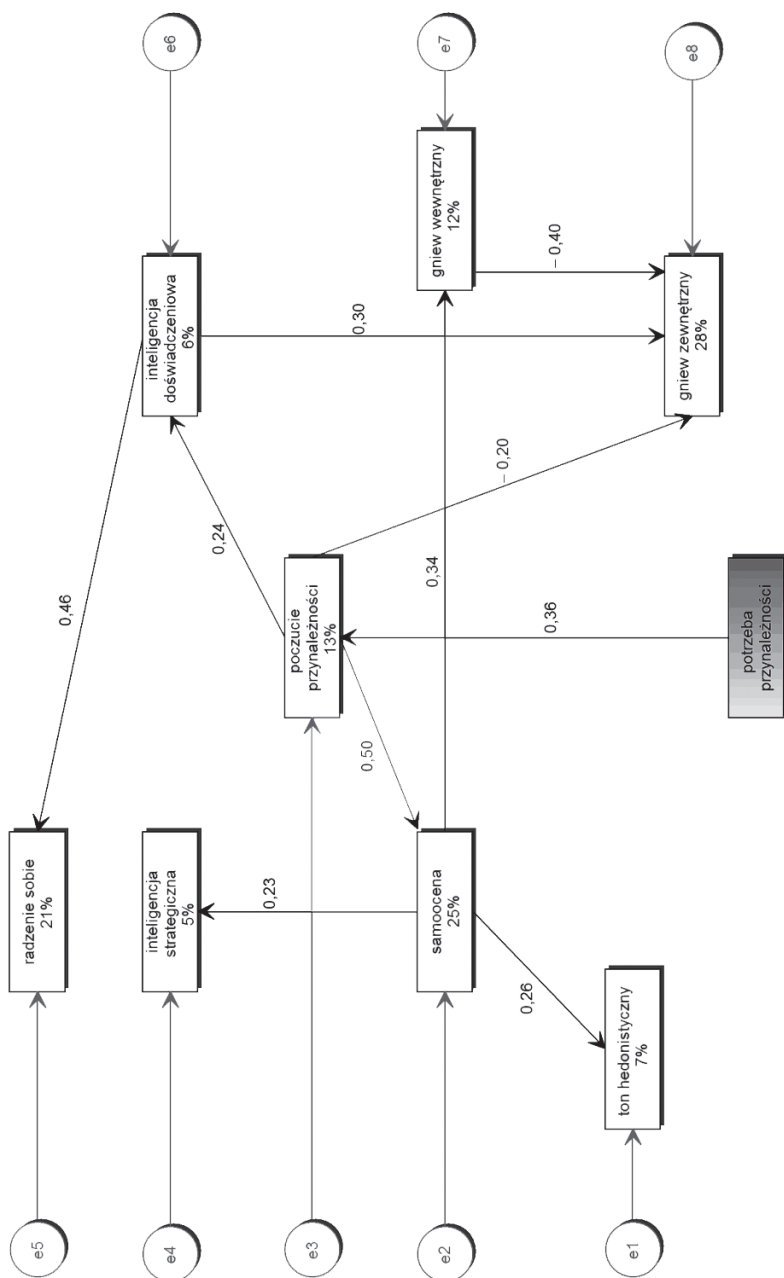 e5
radzenie sobie
21%
0,46
e4
inteligencja
strategiczna
5%
inteligencja
doświadczeniowa
6%
e6
0,24
0,23
e3
poczucie
przynależności
13%
0,30
0,50
e2
samoocena
25%
0,34
gniew wewnętrzny
12%
e7
– 0,20
– 0,40
0,26
0,36
e1
ton hedonistyczny
7%
gniew zewnętrzny
28%
e8
potrzeba
przynależności